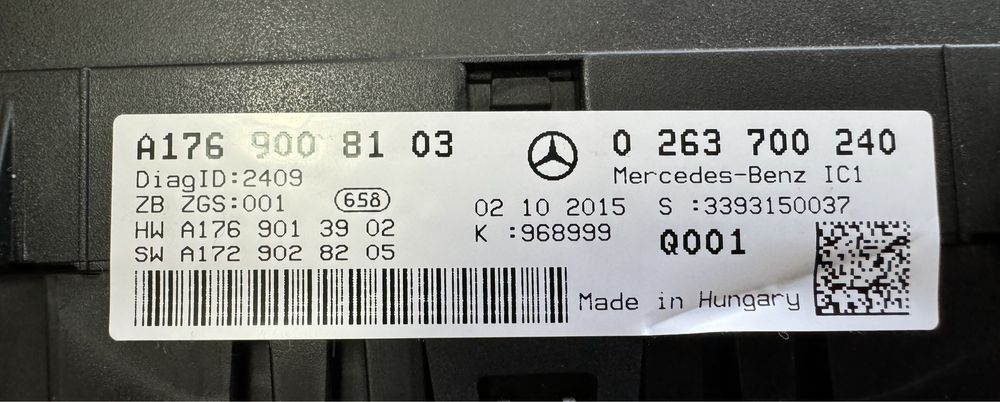 A176 900 81 03
0 263 700 240
DiagID:2409
Mercedes-Benz IC1
ZB ZGS:001
658
02 10 2015
S :3393150037
HW A176 901 39 02
K :968999
Q001
SW A172 902 82 05
Made in Hungary